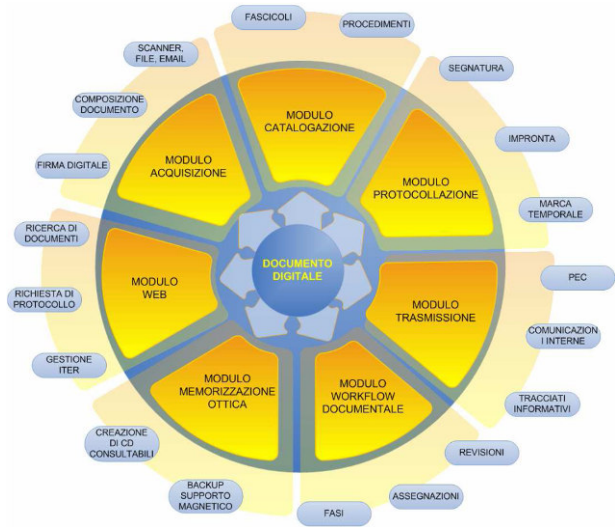 FASCICOLI
PROCEDIMENTI
SCANNER,
FILE, EMAIL
COMPOSIZIONE
DOCUMENTO
FIRMA DIGITALE
SEGNATURA
IMPRONTA
MARCA
TEMPORALE
MODULO
CATALOGAZIONE
MODULO
ACQUISIZIONE
MODULO
PROTOCOLLAZIONE
RICERCA DI
DOCUMENTI
RICHIESTA DI
PROTOCOLLO
GESTIONE
ITER
MODULO
WEB
DOCUMENTO
DIGITALE
MODULO
TRASMISSIONE
PEC
COMUNICAZION
I INTERNE
TRACCIATI
INFORMATIVI
MODULO
MEMORIZZAZIONE
OTTICA
MODULO
WORKFLOW
DOCUMENTALE
CREAZIONE
DI CD
CONSULTABILI
BACKUP
SUPPORTO
MAGNETICO
FASI
ASSEGNAZIONI
REVISIONI